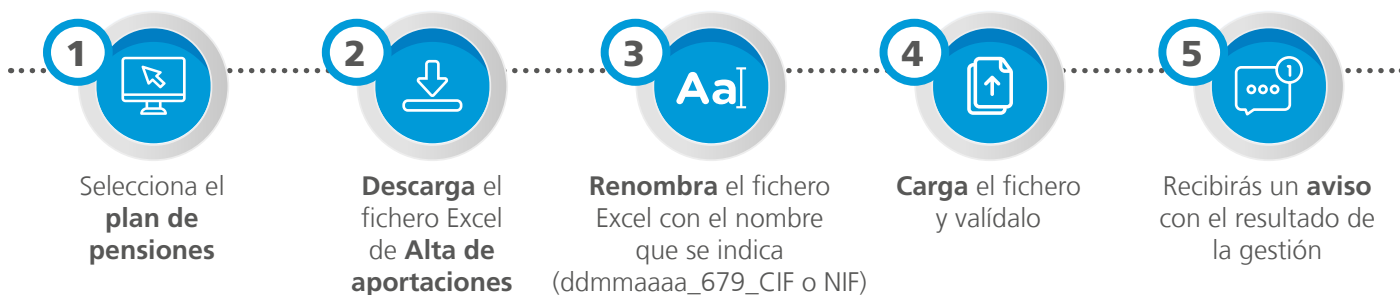 1
Selecciona el
plan de
pensiones
2
Descarga el
fichero Excel
de Alta de
aportaciones
3
Aa
Renombra el fichero
Excel con el nombre
que se indica
(ddmmaaaa_679_CIF o NIF)
4
Carga el fichero
y valídalo
5
1
Recibirás un aviso
con el resultado de
la gestión